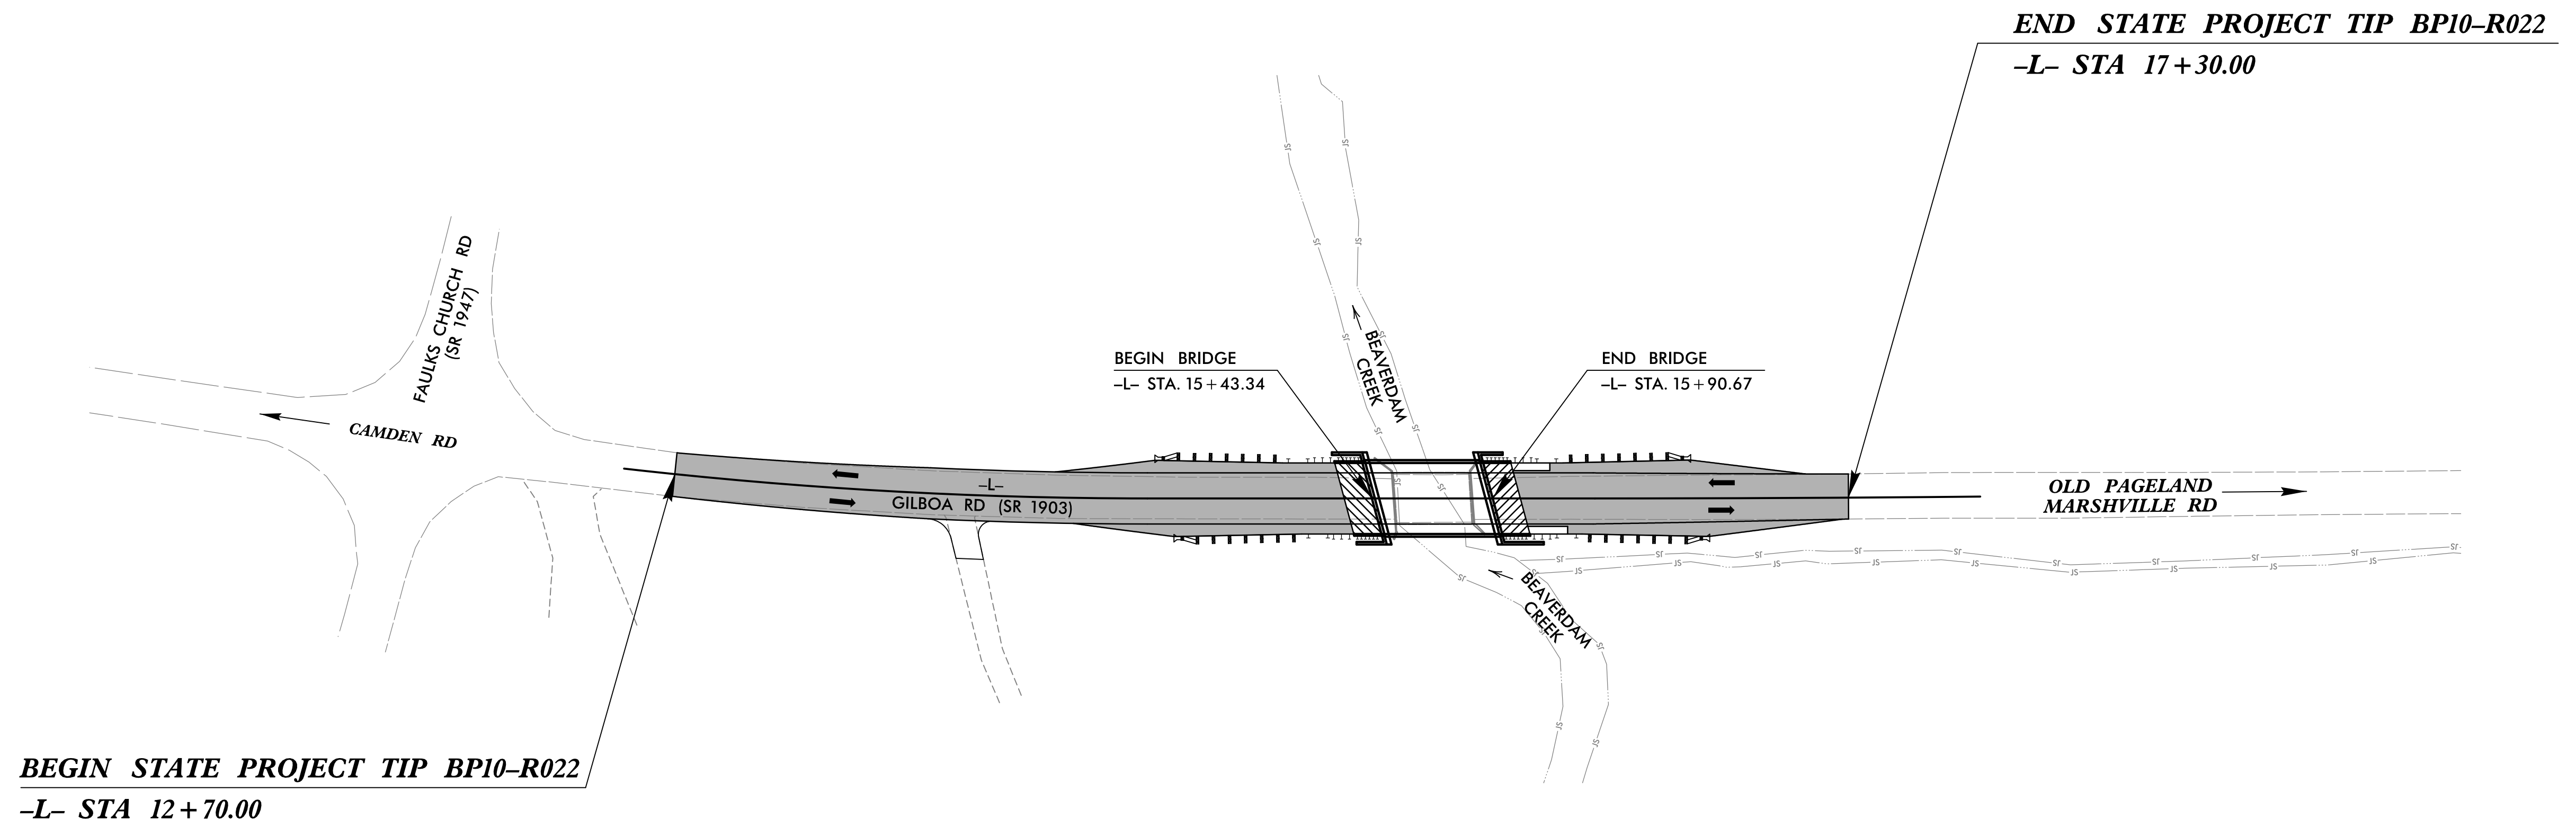 END STATE PROJECT TIP BP10–R022
–L– STA 17+30.00
FAULKS CHURCH RD
(SR 1947)
BEGIN BRIDGE
–L– STA. 15+43.34
BEAVERDAM
CREEK
END BRIDGE
–L– STA. 15+90.67
CAMDEN RD
–L–
GILBOA RD (SR 1903)
OLD PAGELAND
MARSHVILLE RD
BEAVERDAM
CREEK
BEGIN STATE PROJECT TIP BP10–R022
–L– STA 12+70.00